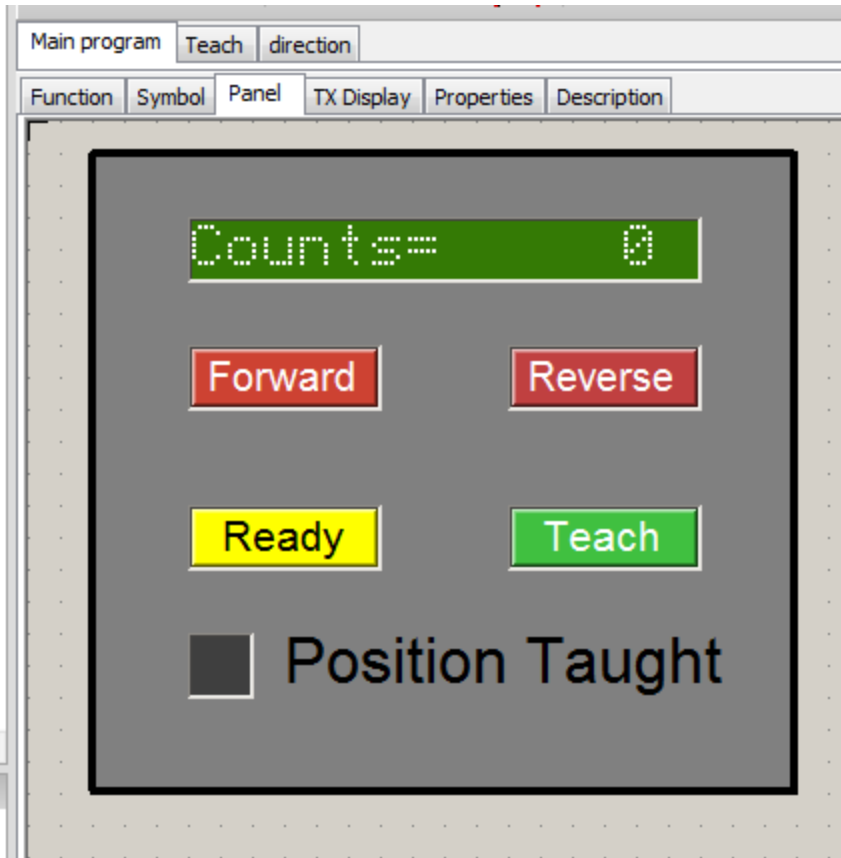 Main program Teach direction
Function Symbol Panel TX Display Properties Description
Counts= 0
Forward Reverse
Ready Teach
Position Taught